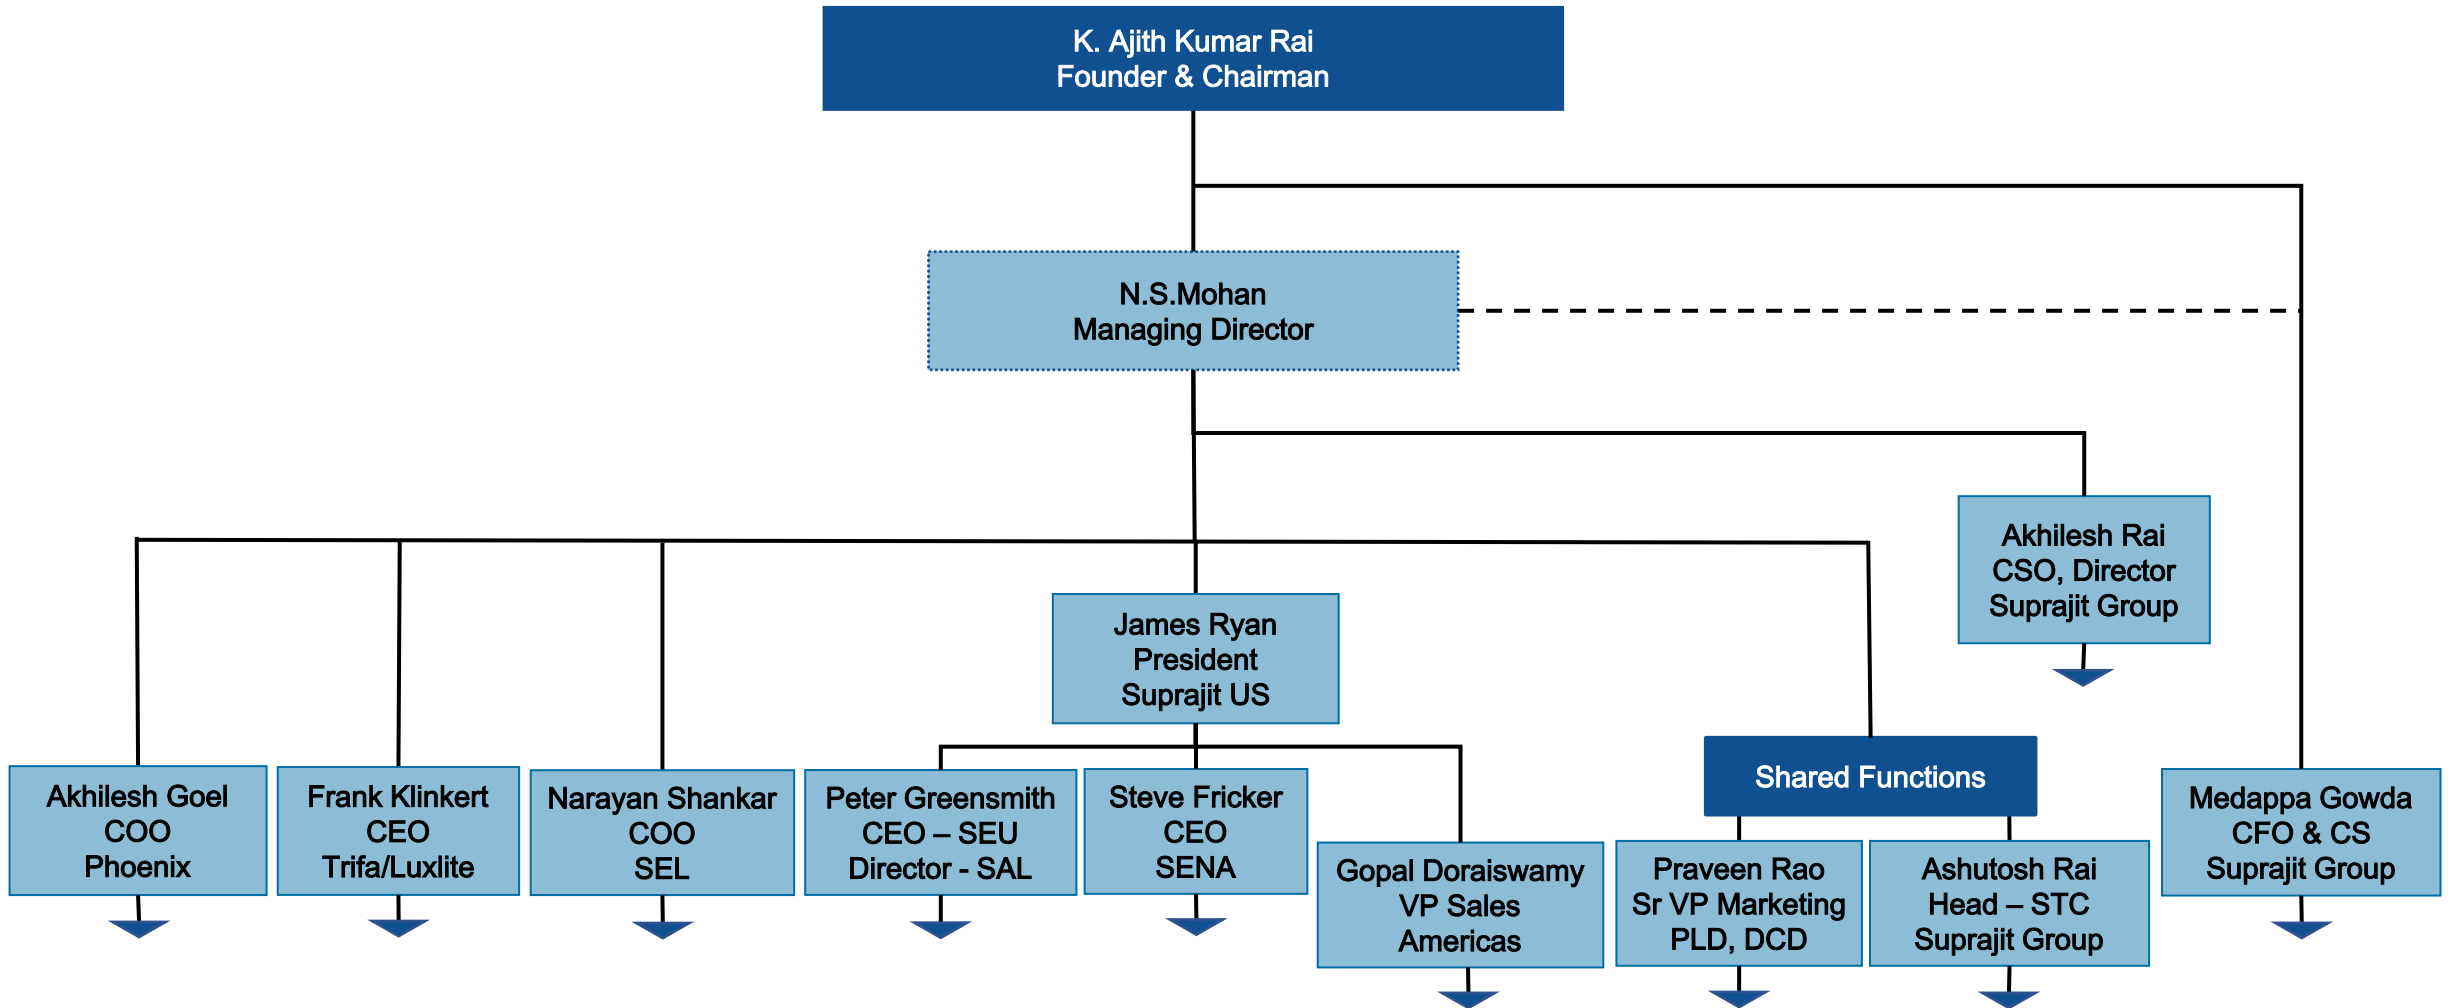 K. Ajith Kumar Rai
Founder & Chairman
N.S.Mohan
Managing Director
Akhilesh Rai
CSO, Director
Suprajit Group
James Ryan
President
Suprajit US
Shared Functions
Akhilesh Goel
COO
Phoenix
Frank Klinkert
CEO
Trifa/Luxlite
Narayan Shankar
COO
SEL
Peter Greensmith
CEO – SEU
Director - SAL
Steve Fricker
CEO
SENA
Gopal Doraiswamy
VP Sales
Americas
Praveen Rao
Sr VP Marketing
PLD, DCD
Ashutosh Rai
Head – STC
Suprajit Group
Medappa Gowda
CFO & CS
Suprajit Group